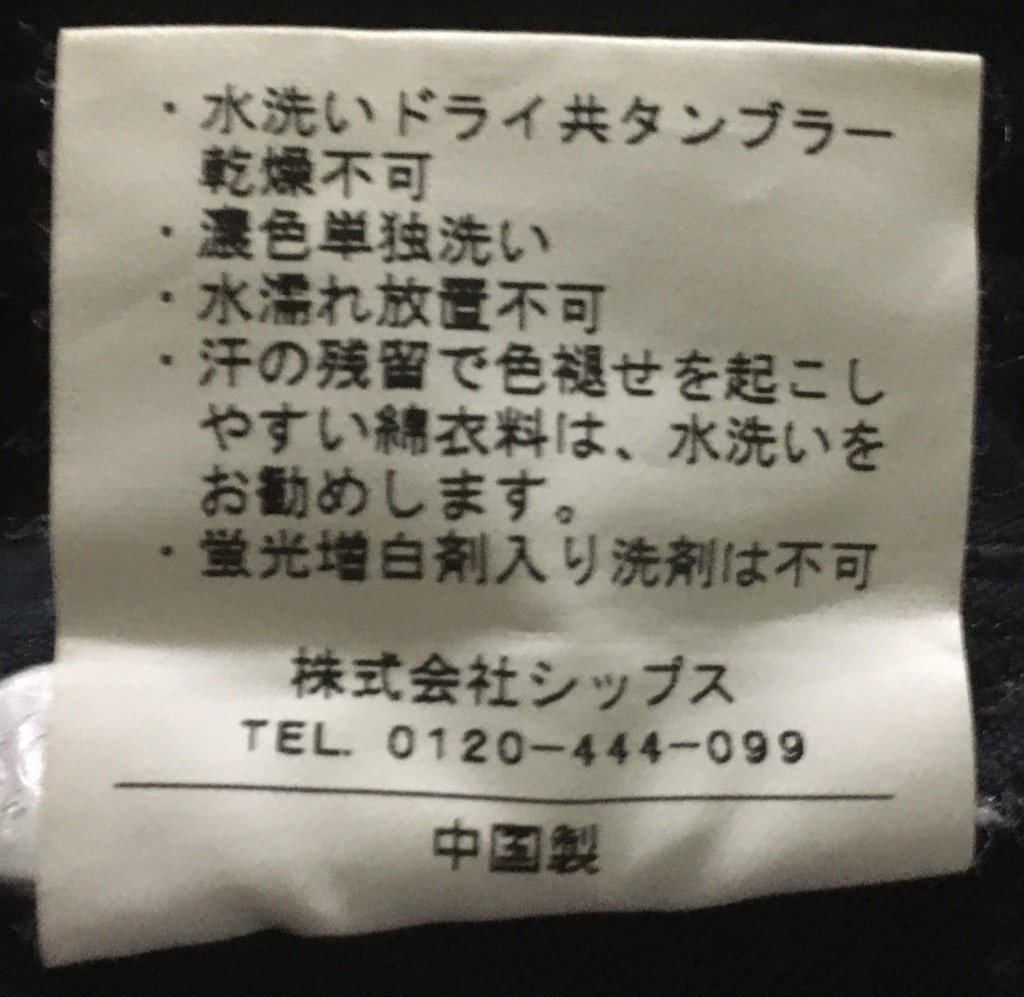 ・水洗いドライ共タンブラー
乾燥不可
・濃色単独洗い
・水濡れ放置不可
・汗の残留で色褪せを起こし
やすい綿衣料は、水洗いを
お勧めします。
・蛍光増白剤入り洗剤は不可
株式会社シップス
TEL. 0120-444-099
中国製